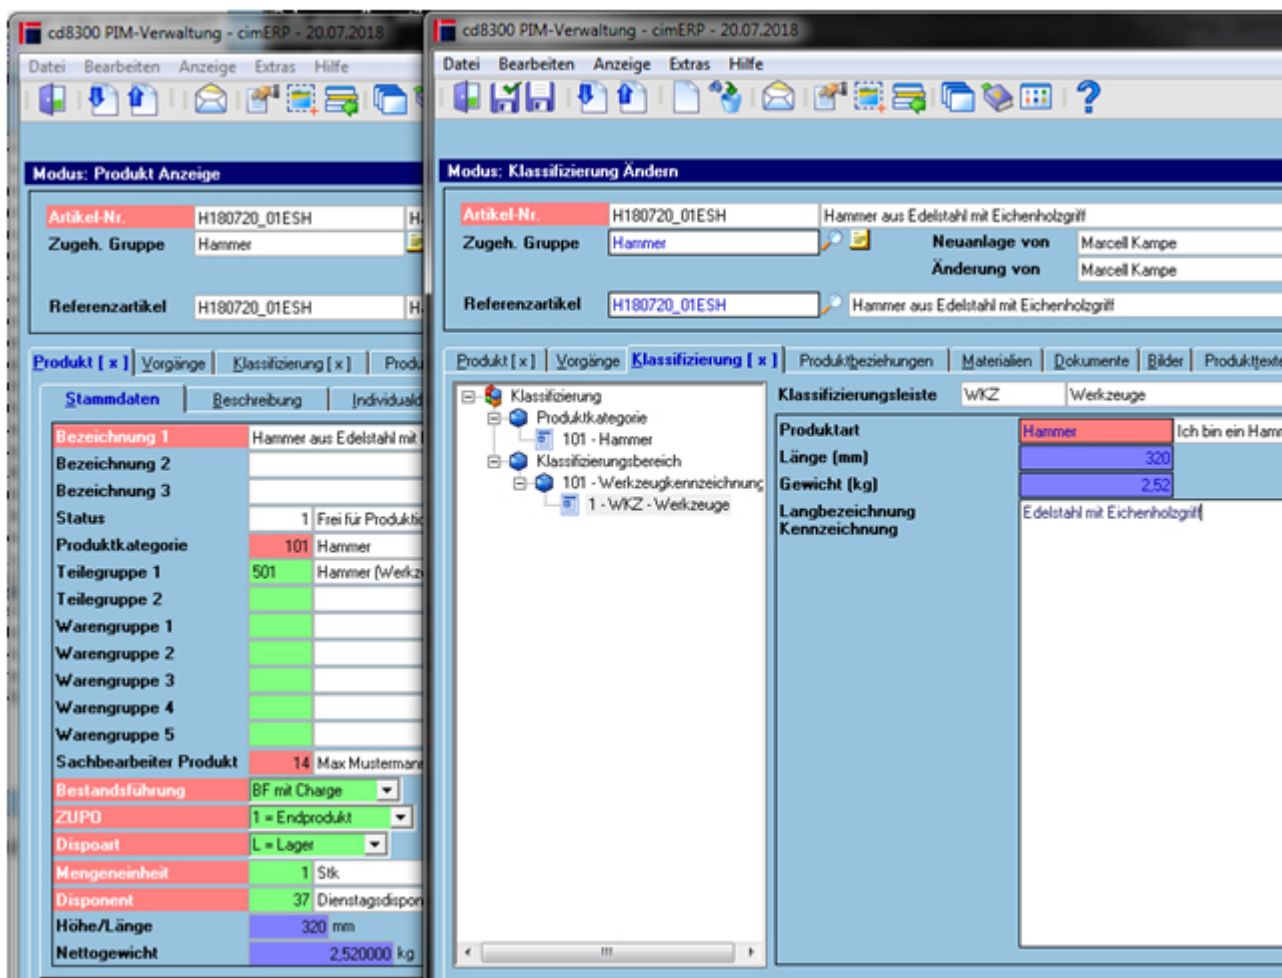 cd8300 PIM-Verwaltung - cimERP - 20.07.2018
Datei Bearbeiten Anzeige Extras Hilfe
Modus: Produkt Anzeige
Artikel-Nr. H180720_01ESH
Zugeh. Gruppe Hammer
Referenzartikel H180720_01ESH
Produkt [ x ] Vorgänge Klassifizierung [ x ]
Stammdaten Beschreibung
Bezeichnung 1 Hammer aus Edelstahl mit
Bezeichnung 2
Bezeichnung 3
Status 1 Frei für
Produktkategorie 101 Hammer
Teilegruppe 1 501 Hammer
Teilegruppe 2
Warengruppe 1
Warengruppe 2
Warengruppe 3
Warengruppe 4
Warengruppe 5
Sachbearbeiter Produkt 14 Max
Bestandsführung BF mit Charge
ZUPO 1 = Endprodukt
Dispoart L = Lager
Mengeneinheit 1 Stk
Disponent 37
Höhe/Länge 320 mm
Nettogewicht 2,520000 kg
cd8300 PIM-Verwaltung - cimERP - 20.07.2018
Datei Bearbeiten Anzeige Extras Hilfe
Modus: Klassifizierung Ändern
Artikel-Nr. H180720_01ESH Hammer aus Edelstahl mit Eichenholzgriff
Zugeh. Gruppe Hammer Neuanlage von Marcell Kampe
Änderung von Marcell Kampe
Referenzartikel H180720_01ESH Hammer aus Edelstahl mit Eichenholzgriff
Produkt [ x ] Vorgänge Klassifizierung [ x ] Produktbeziehungen Materialien Dokumente Bilder Produkttexte
Klassifizierung
Produktkategorie
101 - Hammer
Klassifizierungsbereich
101 - Werkzeugkennzeichnung
1 - WKZ - Werkzeuge
Klassifizierungsleiste WKZ Werkzeuge
Produktart Hammer Ich bin ein
Länge (mm) 320
Gewicht (kg) 2,52
Langbezeichnung Edelstahl mit Eichenholzgriff
Kennzeichnung